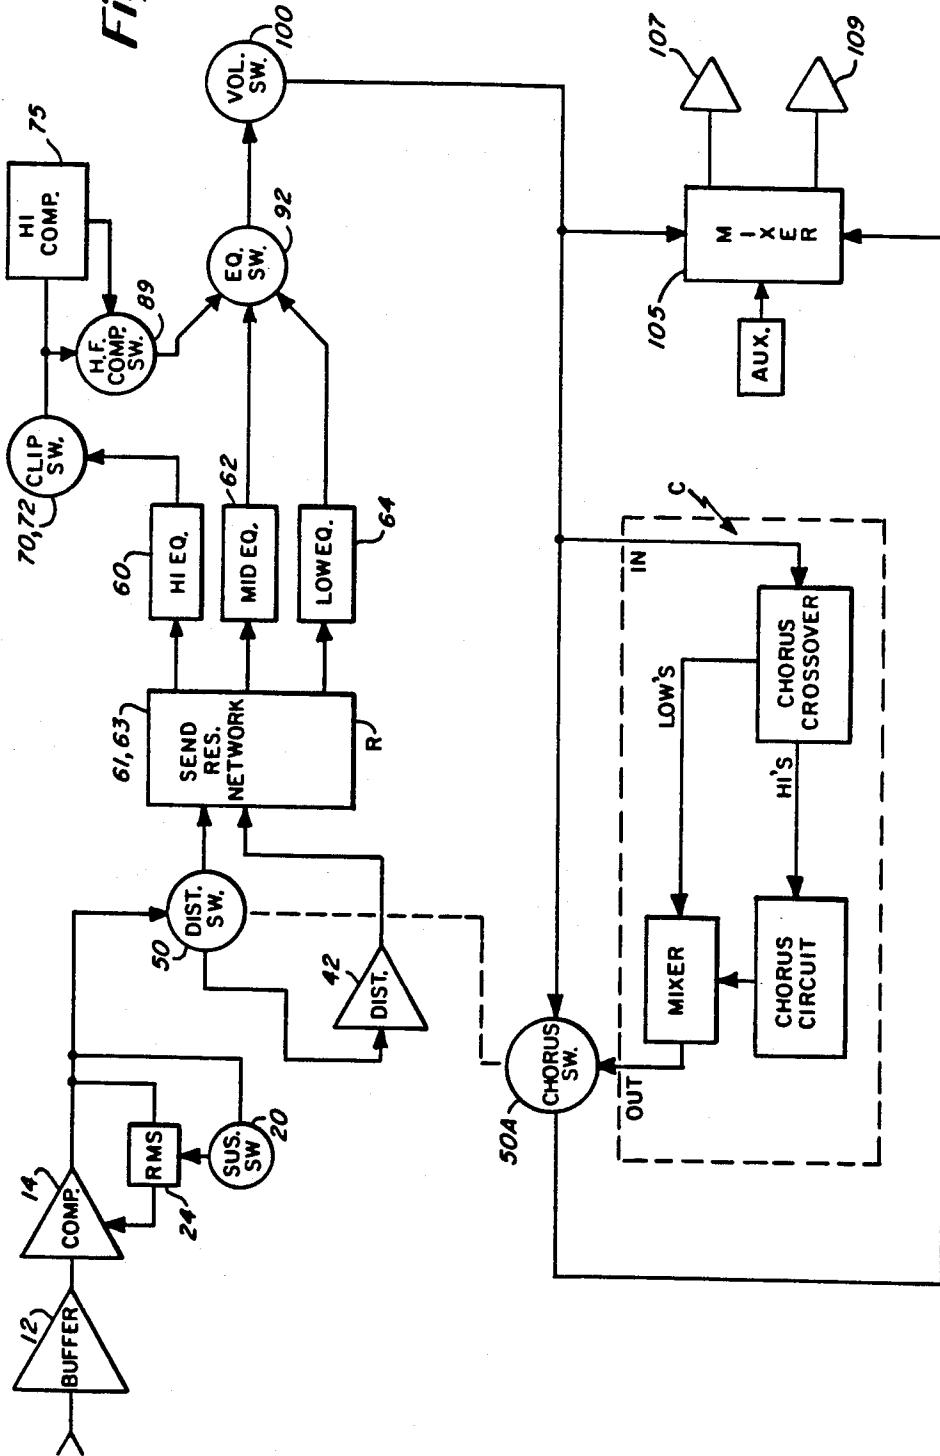 Fi
12
BUFFER
14
COMP.
RMS
24
SUS.
SW
20
50
DIST.
SW.
42
DIST.
61,63
SEND
RES.
NETWORK
R
60
HI EQ.
62
MID EQ.
LOW EQ.
64
70,72
CLIP
SW.
HI
COMP.
75
H.F.
COMP.
SW.
89
EQ.
SW.
92
VOL.
SW.
100
50A
CHORUS
SW.
OUT
IN
C
MIXER
LOW'S
HI'S
CHORUS
CIRCUIT
CHORUS
CROSSOVER
AUX.
105
MIXER
107
109